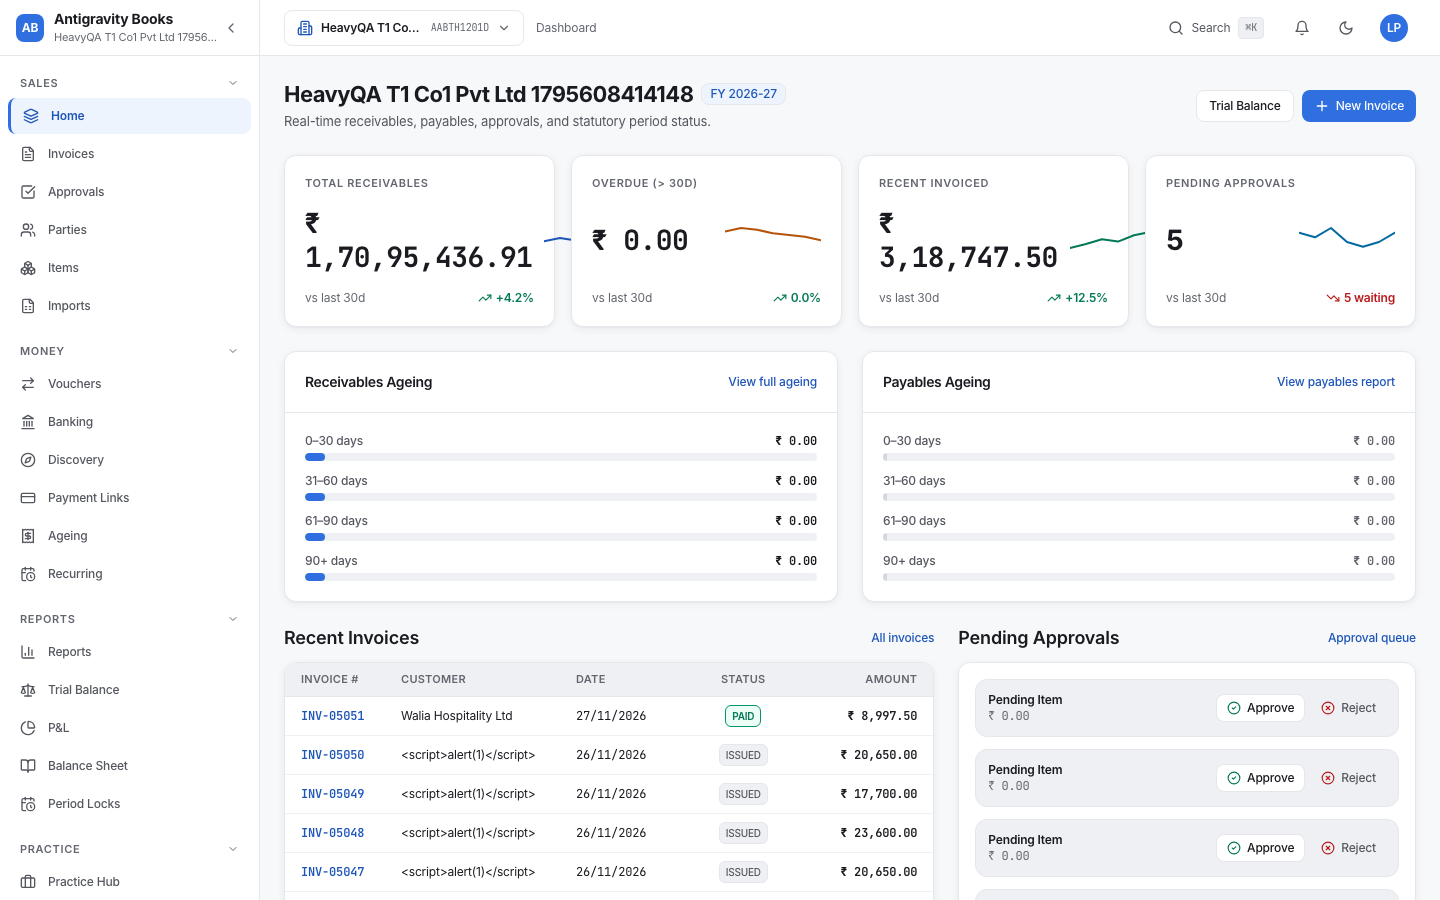 AB
Antigravity Books
HeavyQA T1 Co1 Pvt Ltd 17956...
SALES
Home
Invoices
Approvals
Parties
Items
Imports
MONEY
Vouchers
Banking
Discovery
Payment Links
Ageing
Recurring
REPORTS
Reports
Trial Balance
P&L
Balance Sheet
Period Locks
PRACTICE
Practice Hub
HeavyQA T1 Co... AABTH1201D
Dashboard
Search ⌘K
LP
HeavyQA T1 Co1 Pvt Ltd 1795608414148 FY 2026-27
Real-time receivables, payables, approvals, and statutory period status.
Trial Balance
New Invoice
TOTAL RECEIVABLES
₹
1,70,95,436.91
vs last 30d +4.2%
OVERDUE (> 30D)
₹ 0.00
vs last 30d 0.0%
RECENT INVOICED
₹
3,18,747.50
vs last 30d +12.5%
PENDING APPROVALS
5
vs last 30d 5 waiting
Receivables Ageing View full ageing
0–30 days ₹ 0.00
31–60 days ₹ 0.00
61–90 days ₹ 0.00
90+ days ₹ 0.00
Payables Ageing View payables report
0–30 days ₹ 0.00
31–60 days ₹ 0.00
61–90 days ₹ 0.00
90+ days ₹ 0.00
Recent Invoices All invoices
INVOICE # CUSTOMER DATE STATUS AMOUNT
INV-05051 Walia Hospitality Ltd 27/11/2026 PAID ₹ 8,997.50
INV-05050 <script>alert(1)</script> 26/11/2026 ISSUED ₹ 20,650.00
INV-05049 <script>alert(1)</script> 26/11/2026 ISSUED ₹ 17,700.00
INV-05048 <script>alert(1)</script> 26/11/2026 ISSUED ₹ 23,600.00
INV-05047 <script>alert(1)</script> 26/11/2026 ISSUED ₹ 20,650.00
Pending Approvals Approval queue
Pending Item
₹ 0.00
Approve Reject
Pending Item
₹ 0.00
Approve Reject
Pending Item
₹ 0.00
Approve Reject